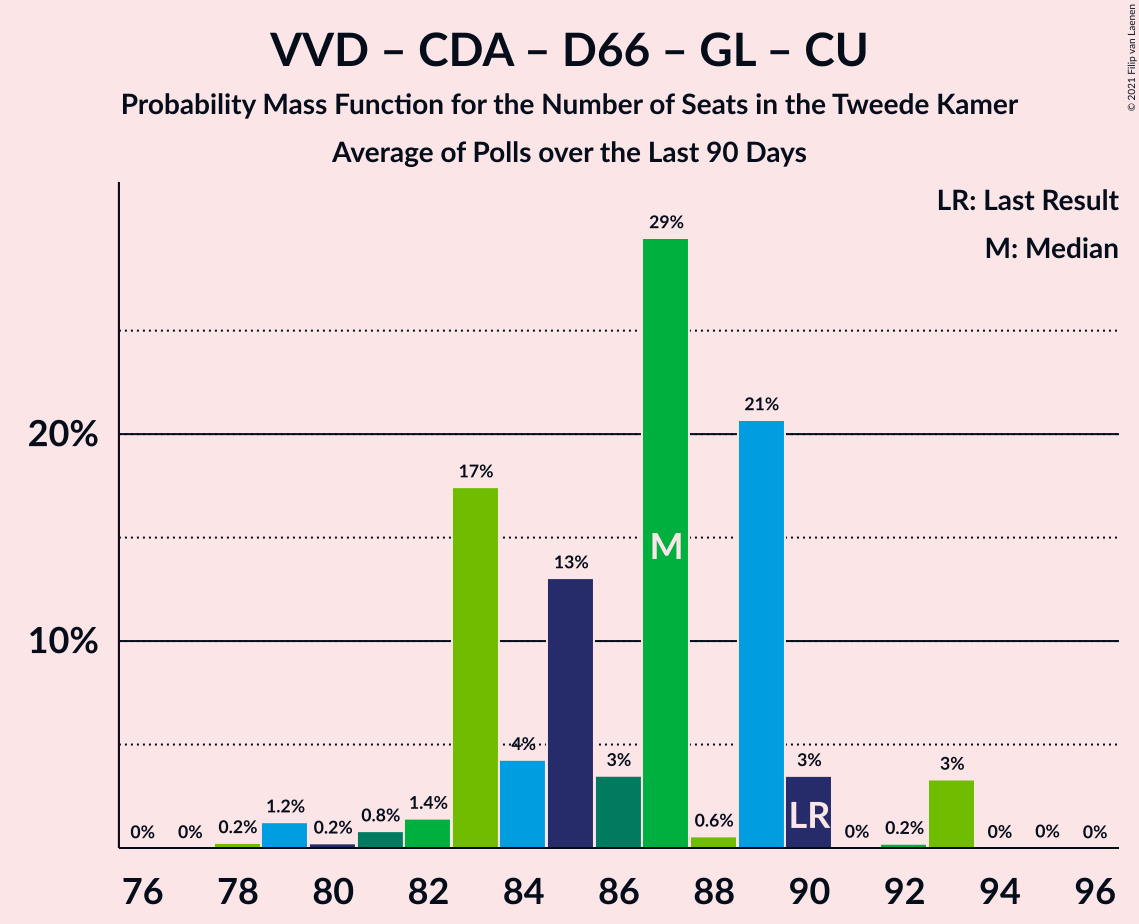 VVD – CDA – D66 – GL – CU
Probability Mass Function for the Number of Seats in the Tweede Kamer
Average of Polls over the Last 90 Days
© 2021 Filip van Laenen
LR: Last Result
M: Median
20%
10%
0%
0%
0.2%
1.2%
0.2%
0.8%
1.4%
17%
4%
13%
3%
29%
0.6%
21%
3%
0%
0.2%
3%
0%
0%
0%
M
LR
76 78 80 82 84 86 88 90 92 94 96